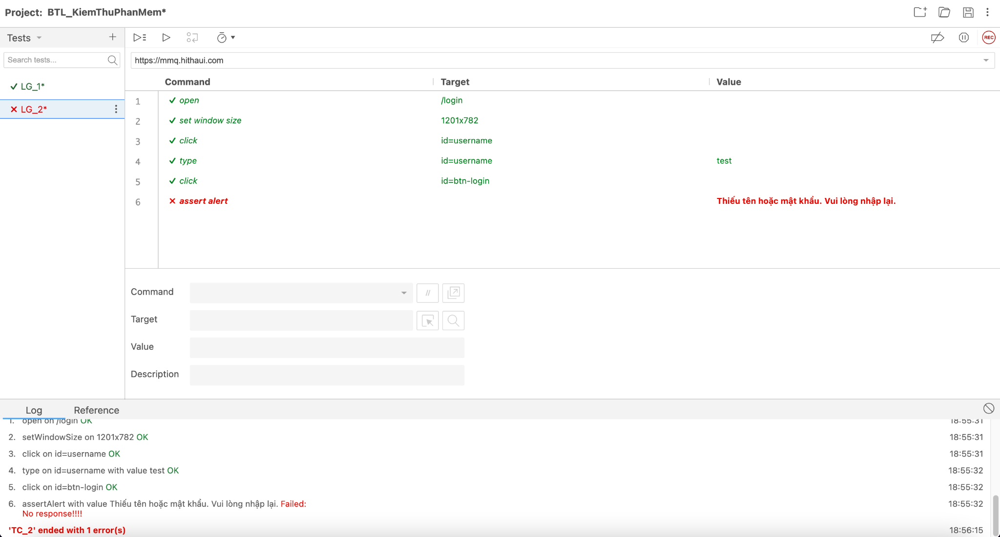 Project: BTL_KiemThuPhanMem*
Tests
REC
Search tests...
https://mmq.hithaui.com
Command Target Value
LG_1*
LG_2*
1 open /login
2 set window size 1201x782
3 click id=username
4 type id=username test
5 click id=btn-login
6 assert alert Thiếu tên hoặc mật khẩu. Vui lòng nhập lại.
Command
//
Target
Value
Description
Log Reference
1. open on /login OK 18:55:31
2. setWindowSize on 1201x782 OK 18:55:31
3. click on id=username OK 18:55:31
4. type on id=username with value test OK 18:55:32
5. click on id=btn-login OK 18:55:32
6. assertAlert with value Thiếu tên hoặc mật khẩu. Vui lòng nhập lại. Failed: 18:55:32
No response!!!!
'TC_2' ended with 1 error(s) 18:56:15